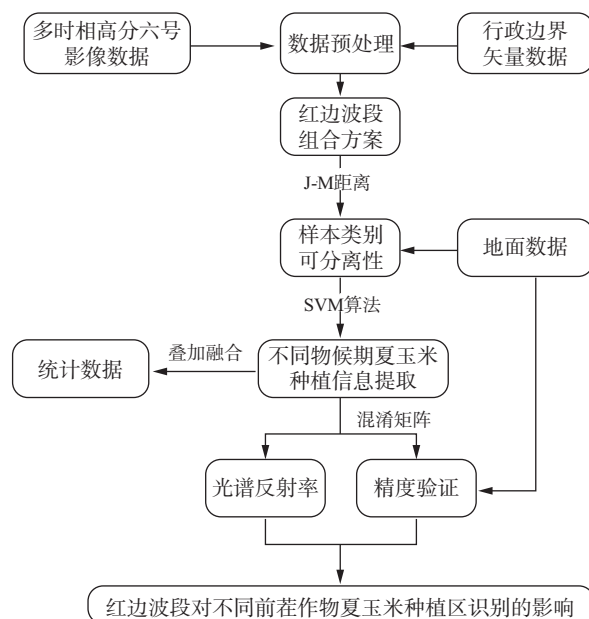 多时相高分六号
影像数据
数据预处理
行政边界
矢量数据
红边波段
组合方案
J-M距离
样本类别
可分离性
地面数据
SVM算法
统计数据
叠加融合
不同物候期夏玉米
种植信息提取
混淆矩阵
光谱反射率
精度验证
红边波段对不同前茬作物夏玉米种植区识别的影响